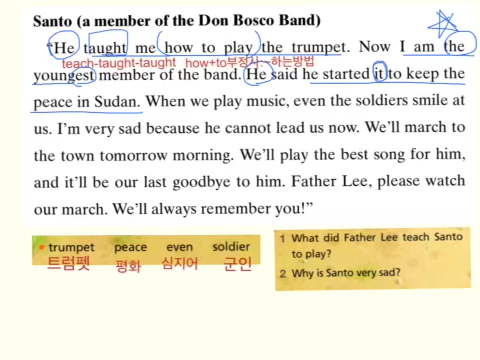 Santo (a member of the Don Bosco Band)
“He taught me how to play the trumpet. Now I am the
teach-taught-taught how+to부정사:~하는방법
youngest member of the band. He said he started it to keep the
peace in Sudan. When we play music, even the soldiers smile at
us. I’m very sad because he cannot lead us now. We’ll march to
the town tomorrow morning. We’ll play the best song for him,
and it’ll be our last goodbye to him. Father Lee, please watch
our march. We’ll always remember you!”
trumpet peace even soldier
트럼펫 평화 심지어 군인
1 What did Father Lee teach Santo
to play?
2 Why is Santo very sad?